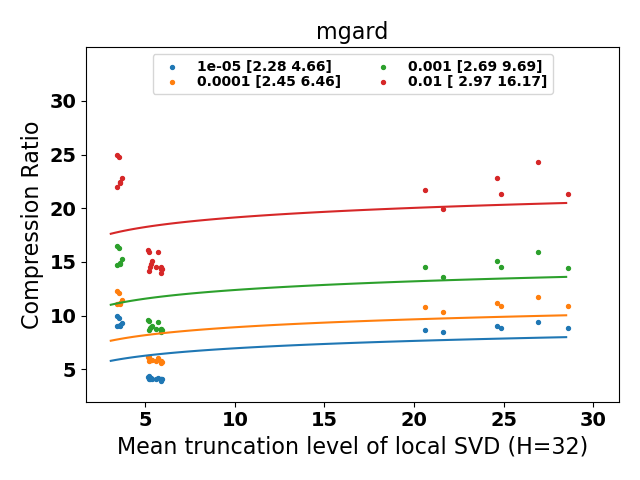 mgard
1e-05 [2.28 4.66]
0.0001 [2.45 6.46]
0.001 [2.69 9.69]
0.01 [ 2.97 16.17]
Compression Ratio
30
25
20
15
10
5
5 10 15 20 25 30
Mean truncation level of local SVD (H=32)